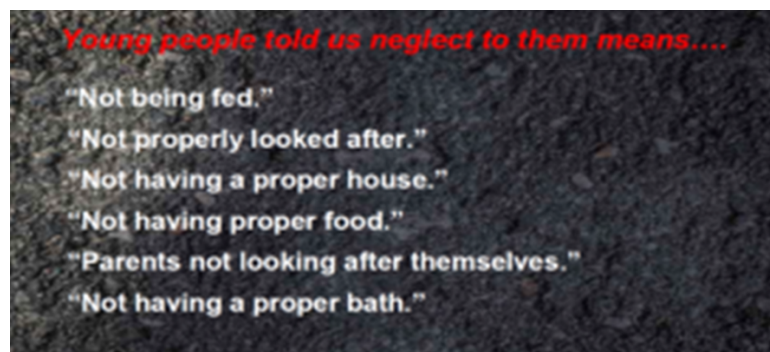 Young people told us neglect to them means....
“Not being fed.”
“Not properly looked after.”
“Not having a proper house.”
“Not having proper food.”
“Parents not looking after themselves.”
“Not having a proper bath.”